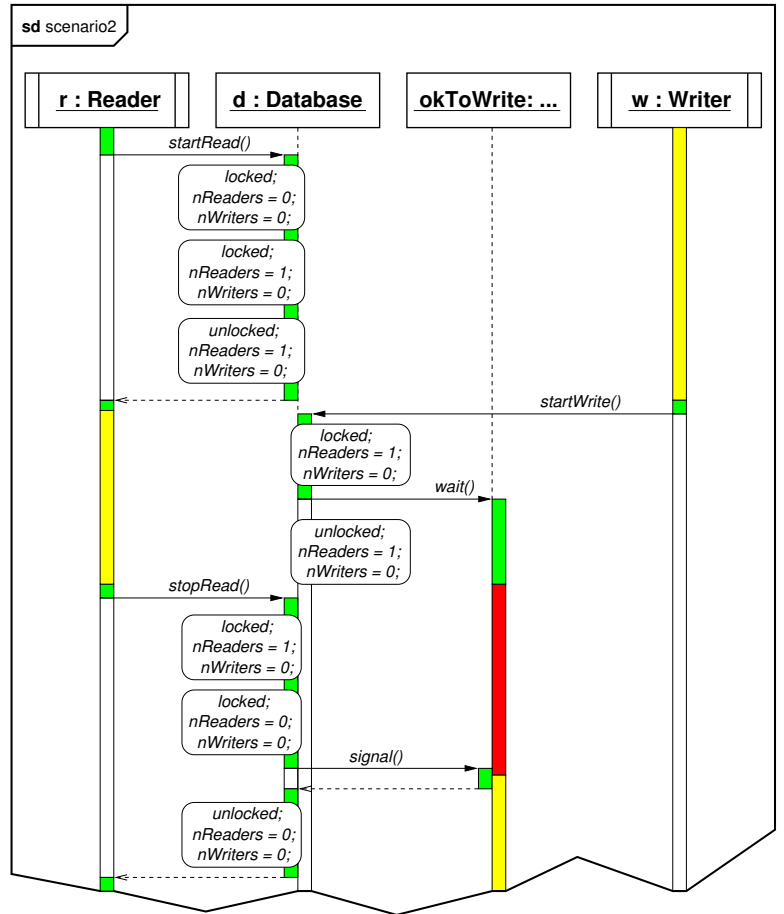 sd scenario2
r : Reader
d : Database
okToWrite: ...
w : Writer
startRead()
locked;
nReaders = 0;
nWriters = 0;
locked;
nReaders = 1;
nWriters = 0;
unlocked;
nReaders = 1;
nWriters = 0;
startWrite()
locked;
nReaders = 1;
nWriters = 0;
wait()
unlocked;
nReaders = 1;
nWriters = 0;
stopRead()
locked;
nReaders = 1;
nWriters = 0;
locked;
nReaders = 0;
nWriters = 0;
signal()
unlocked;
nReaders = 0;
nWriters = 0;